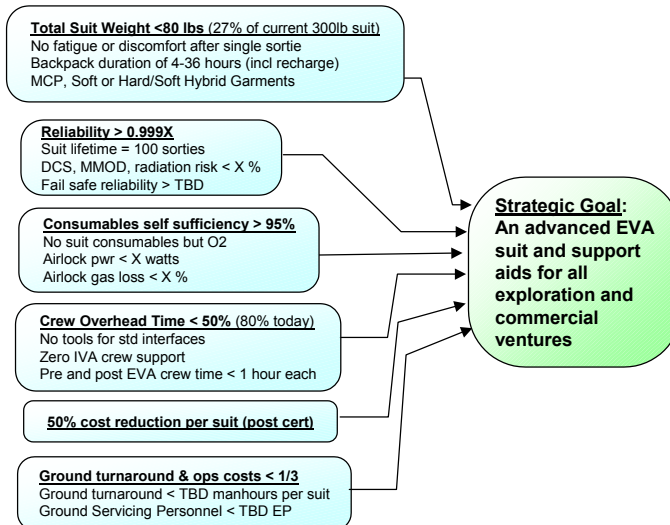 Total Suit Weight <80 lbs (27% of current 300lb suit)
No fatigue or discomfort after single sortie
Backpack duration of 4-36 hours (incl recharge)
MCP, Soft or Hard/Soft Hybrid Garments
Reliability > 0.999X
Suit lifetime = 100 sorties
DCS, MMOD, radiation risk < X %
Fail safe reliability > TBD
Consumables self sufficiency > 95%
No suit consumables but O2
Airlock pwr < X watts
Airlock gas loss < X %
Crew Overhead Time < 50% (80% today)
No tools for std interfaces
Zero IVA crew support
Pre and post EVA crew time < 1 hour each
50% cost reduction per suit (post cert)
Ground turnaround & ops costs < 1/3
Ground turnaround < TBD manhours per suit
Ground Servicing Personnel < TBD EP
Strategic Goal:
An advanced EVA
suit and support
aids for all
exploration and
commercial
ventures